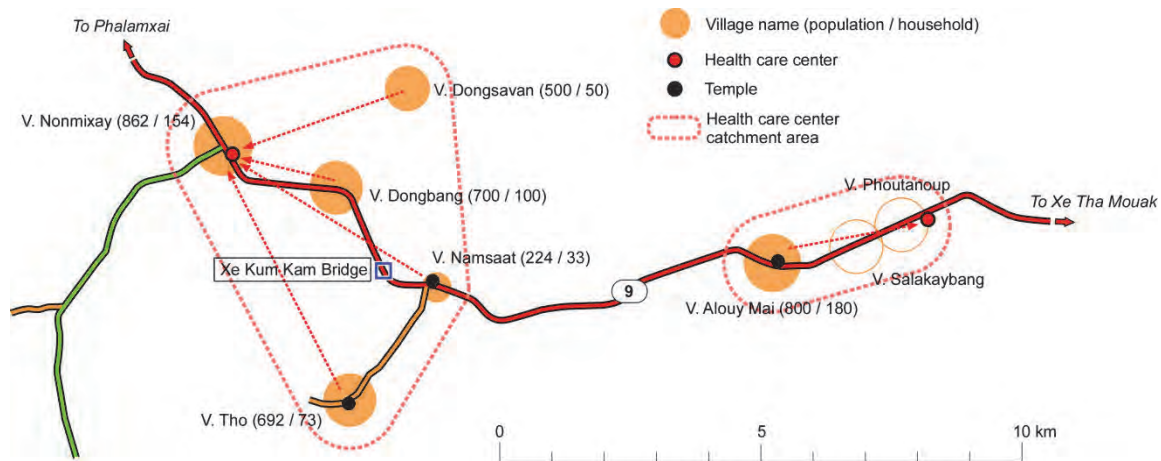 To Phalamxai
Village name (population / household)
Health care center
Temple
Health care center
catchment area
V. Dongsavan (500 / 50)
V. Nonmixay (862 / 154)
V. Dongbang (700 / 100)
V. Phoutanoup
To Xe Tha Mouak
V. Namsaat (224 / 33)
Xe Kum Kam Bridge
V. Salakaybang
9
V. Alouy Mai (800 / 180)
V. Tho (692 / 73)
0 5 10 km